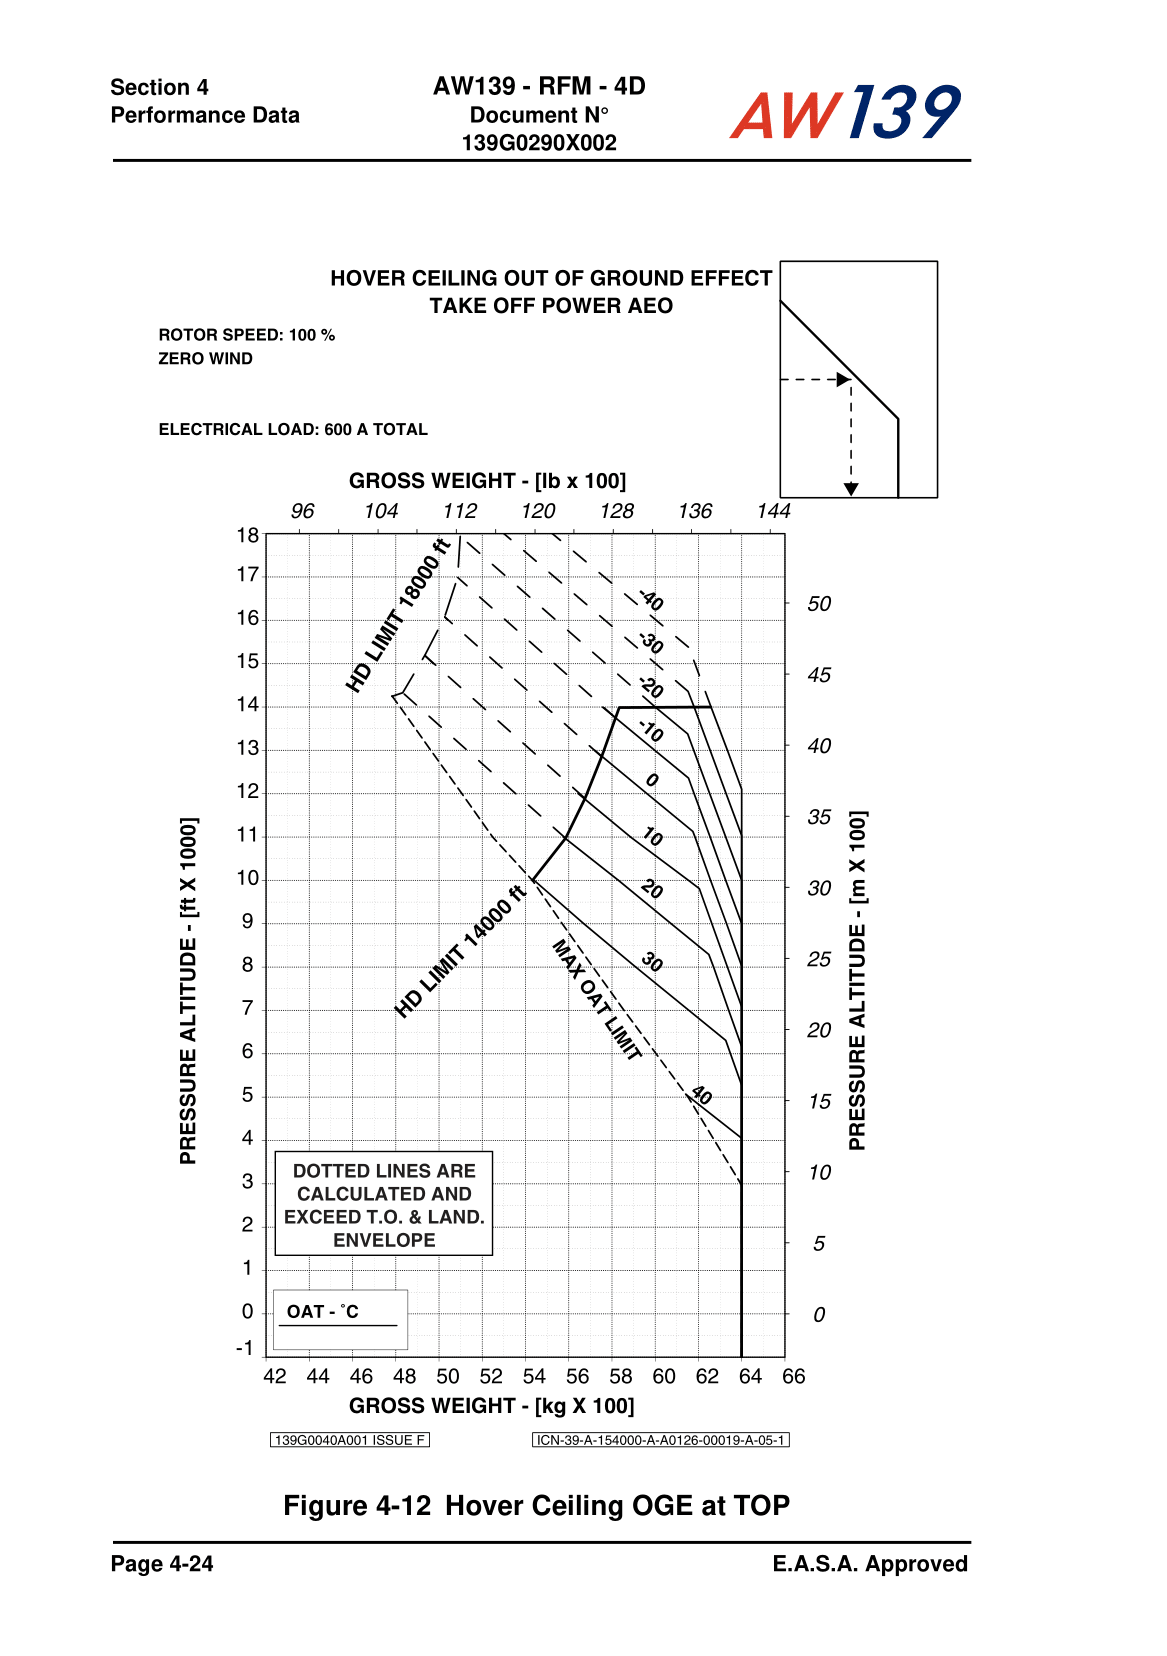 Section 4
Performance Data
AW139 - RFM - 4D
Document N°
139G0290X002
AW139
HOVER CEILING OUT OF GROUND EFFECT
TAKE OFF POWER AEO
ROTOR SPEED: 100 %
ZERO WIND
ELECTRICAL LOAD: 600 A TOTAL
GROSS WEIGHT - [lb x 100]
96 104 112 120 128 136 144
18
17
16
15
14
13
12
11
10
9
8
7
6
5
4
3
2
1
0
-1
PRESSURE ALTITUDE - [ft X 1000]
HD LIMIT 18000 ft
HD LIMIT 14000 ft
MAX OAT LIMIT
-40
-30
-20
-10
0
10
20
30
40
50
45
40
35
30
25
20
15
10
5
0
PRESSURE ALTITUDE - [m X 100]
DOTTED LINES ARE
CALCULATED AND
EXCEED T.O. & LAND.
ENVELOPE
OAT - °C
42 44 46 48 50 52 54 56 58 60 62 64 66
GROSS WEIGHT - [kg X 100]
139G0040A001 ISSUE F
ICN-39-A-154000-A-A0126-00019-A-05-1
Figure 4-12 Hover Ceiling OGE at TOP
Page 4-24
E.A.S.A. Approved